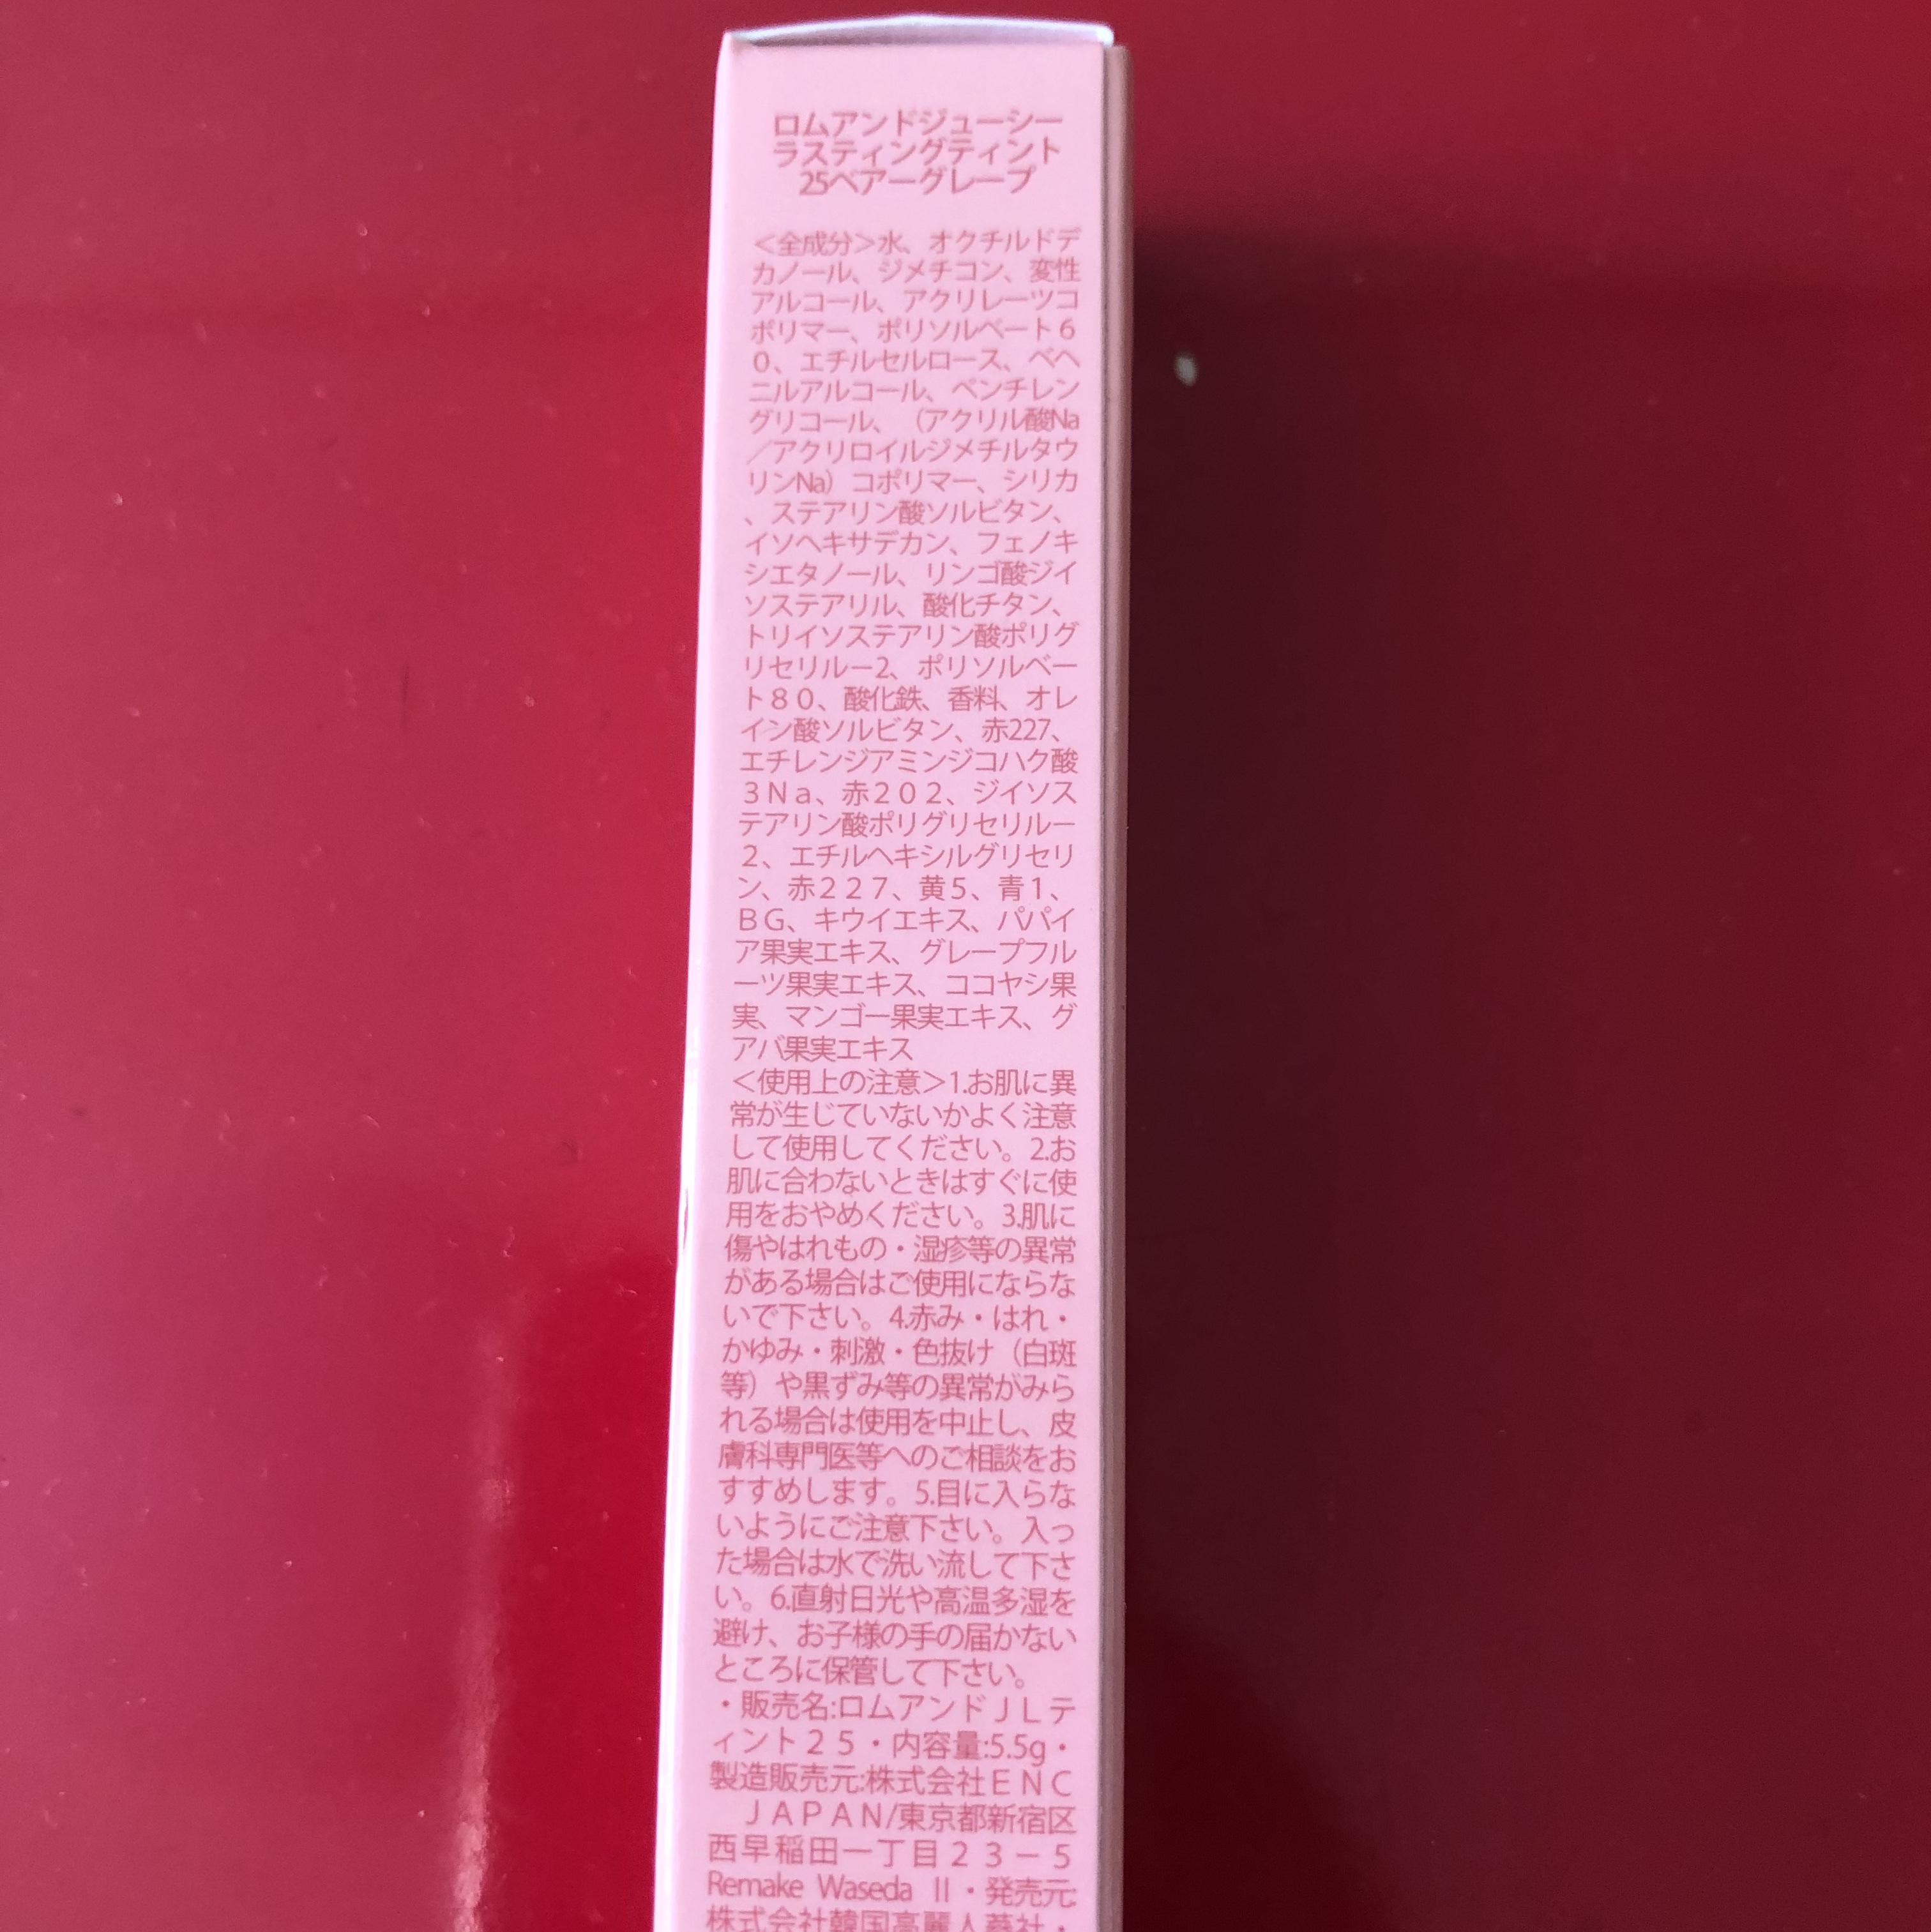 ロムアンドジューシー
ラスティングティント
25ベアーグレープ
＜全成分＞水、オクチルドデ
カノール、ジメチコン、変性
アルコール、アクリレーツコ
ポリマー、ポリソルベート６
０、エチルセルロース、ベヘ
ニルアルコール、ペンチレン
グリコール、（アクリル酸Na
／アクリロイルジメチルタウ
リンNa）コポリマー、シリカ
、ステアリン酸ソルビタン、
イソヘキサデカン、フェノキ
シエタノール、リンゴ酸ジイ
ソステアリル、酸化チタン、
トリイソステアリン酸ポリグ
リセリルー2、ポリソルベー
ト８０、酸化鉄、香料、オレ
イン酸ソルビタン、赤227、
エチレンジアミンジコハク酸
３Ｎａ、赤２０２、ジイソス
テアリン酸ポリグリセリルー
２、エチルヘキシルグリセリ
ン、赤２２７、黄５、青１、
ＢＧ、キウイエキス、パパイ
ア果実エキス、グレープフル
ーツ果実エキス、ココヤシ果
実、マンゴー果実エキス、グ
アバ果実エキス
＜使用上の注意＞1.お肌に異
常が生じていないかよく注意
して使用してください。2.お
肌に合わないときはすぐに使
用をおやめください。3.肌に
傷やはれもの・湿疹等の異常
がある場合はご使用にならな
いで下さい。4.赤み・はれ・
かゆみ・刺激・色抜け（白斑
等）や黒ずみ等の異常がみら
れる場合は使用を中止し、皮
膚科専門医等へのご相談をお
すすめします。5.目に入らな
いようにご注意下さい。入っ
た場合は水で洗い流して下さ
い。6.直射日光や高温多湿を
避け、お子様の手の届かない
ところに保管して下さい。
・販売名:ロムアンドＪＬテ
ィント２５・内容量:5.5g・
製造販売元:株式会社ＥＮＣ
ＪＡＰＡＮ/東京都新宿区
西早稲田一丁目２３－５
Remake Waseda II・発売元:
株式会社韓国高麗人蔘社・